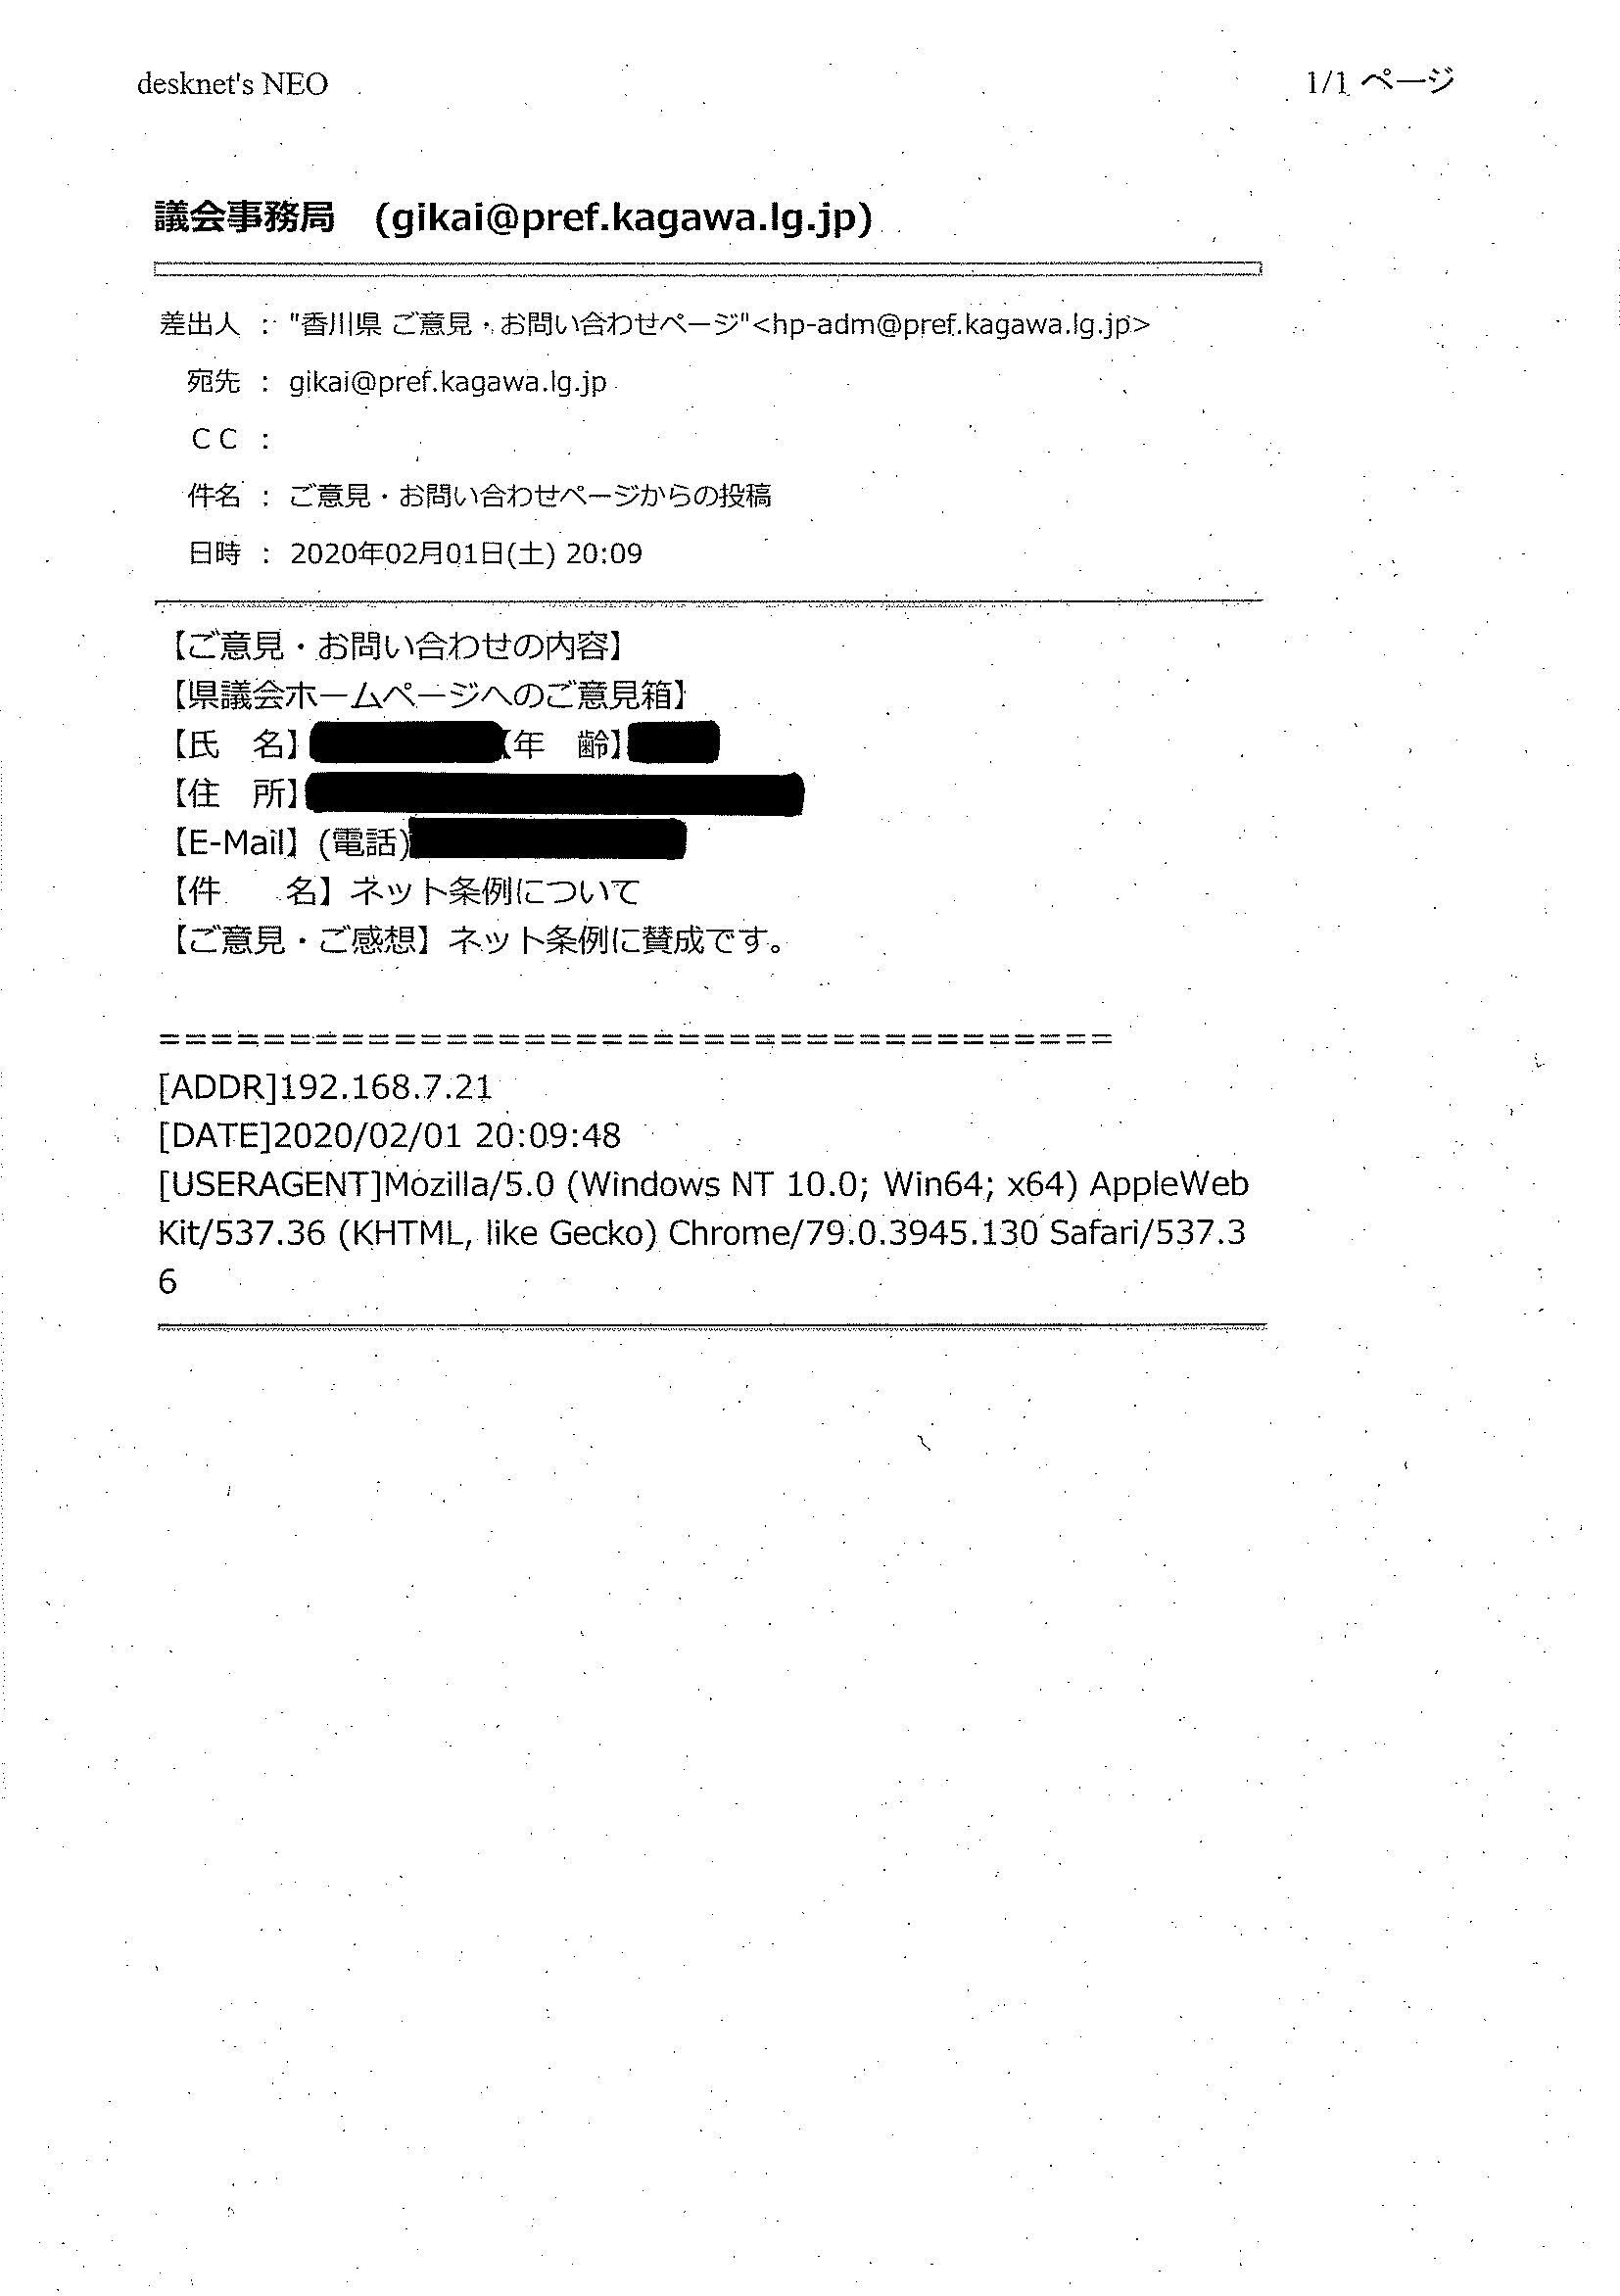 desknet's NEO
1/1 ページ
議会事務局　(gikai@pref.kagawa.lg.jp)
差出人 : "香川県 ご意見・お問い合わせページ"<hp-adm@pref.kagawa.lg.jp>
宛先 : gikai@pref.kagawa.lg.jp
ＣＣ :
件名 : ご意見・お問い合わせページからの投稿
日時 : 2020年02月01日(土) 20:09
【ご意見・お問い合わせの内容】
【県議会ホームページへのご意見箱】
【氏　名】【年　齢】
【住　所】
【E-Mail】(電話)
【件　　名】ネット条例について
【ご意見・ご感想】ネット条例に賛成です。
=====================================
[ADDR]192.168.7.21
[DATE]2020/02/01 20:09:48
[USERAGENT]Mozilla/5.0 (Windows NT 10.0; Win64; x64) AppleWeb
Kit/537.36 (KHTML, like Gecko) Chrome/79.0.3945.130 Safari/537.3
6